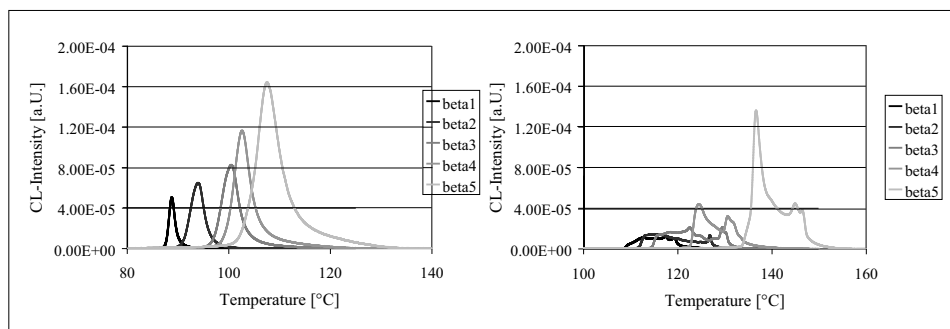 2.00E-04
1.60E-04
1.20E-04
8.00E-05
4.00E-05
0.00E+00
CL-Intensity [a.U.]
80
100
120
140
Temperature [°C]
beta1
beta2
beta3
beta4
beta5
2.00E-04
1.60E-04
1.20E-04
8.00E-05
4.00E-05
0.00E+00
CL-Intensity [a.U.]
100
120
140
160
Temperature [°C]
beta1
beta2
beta3
beta4
beta5